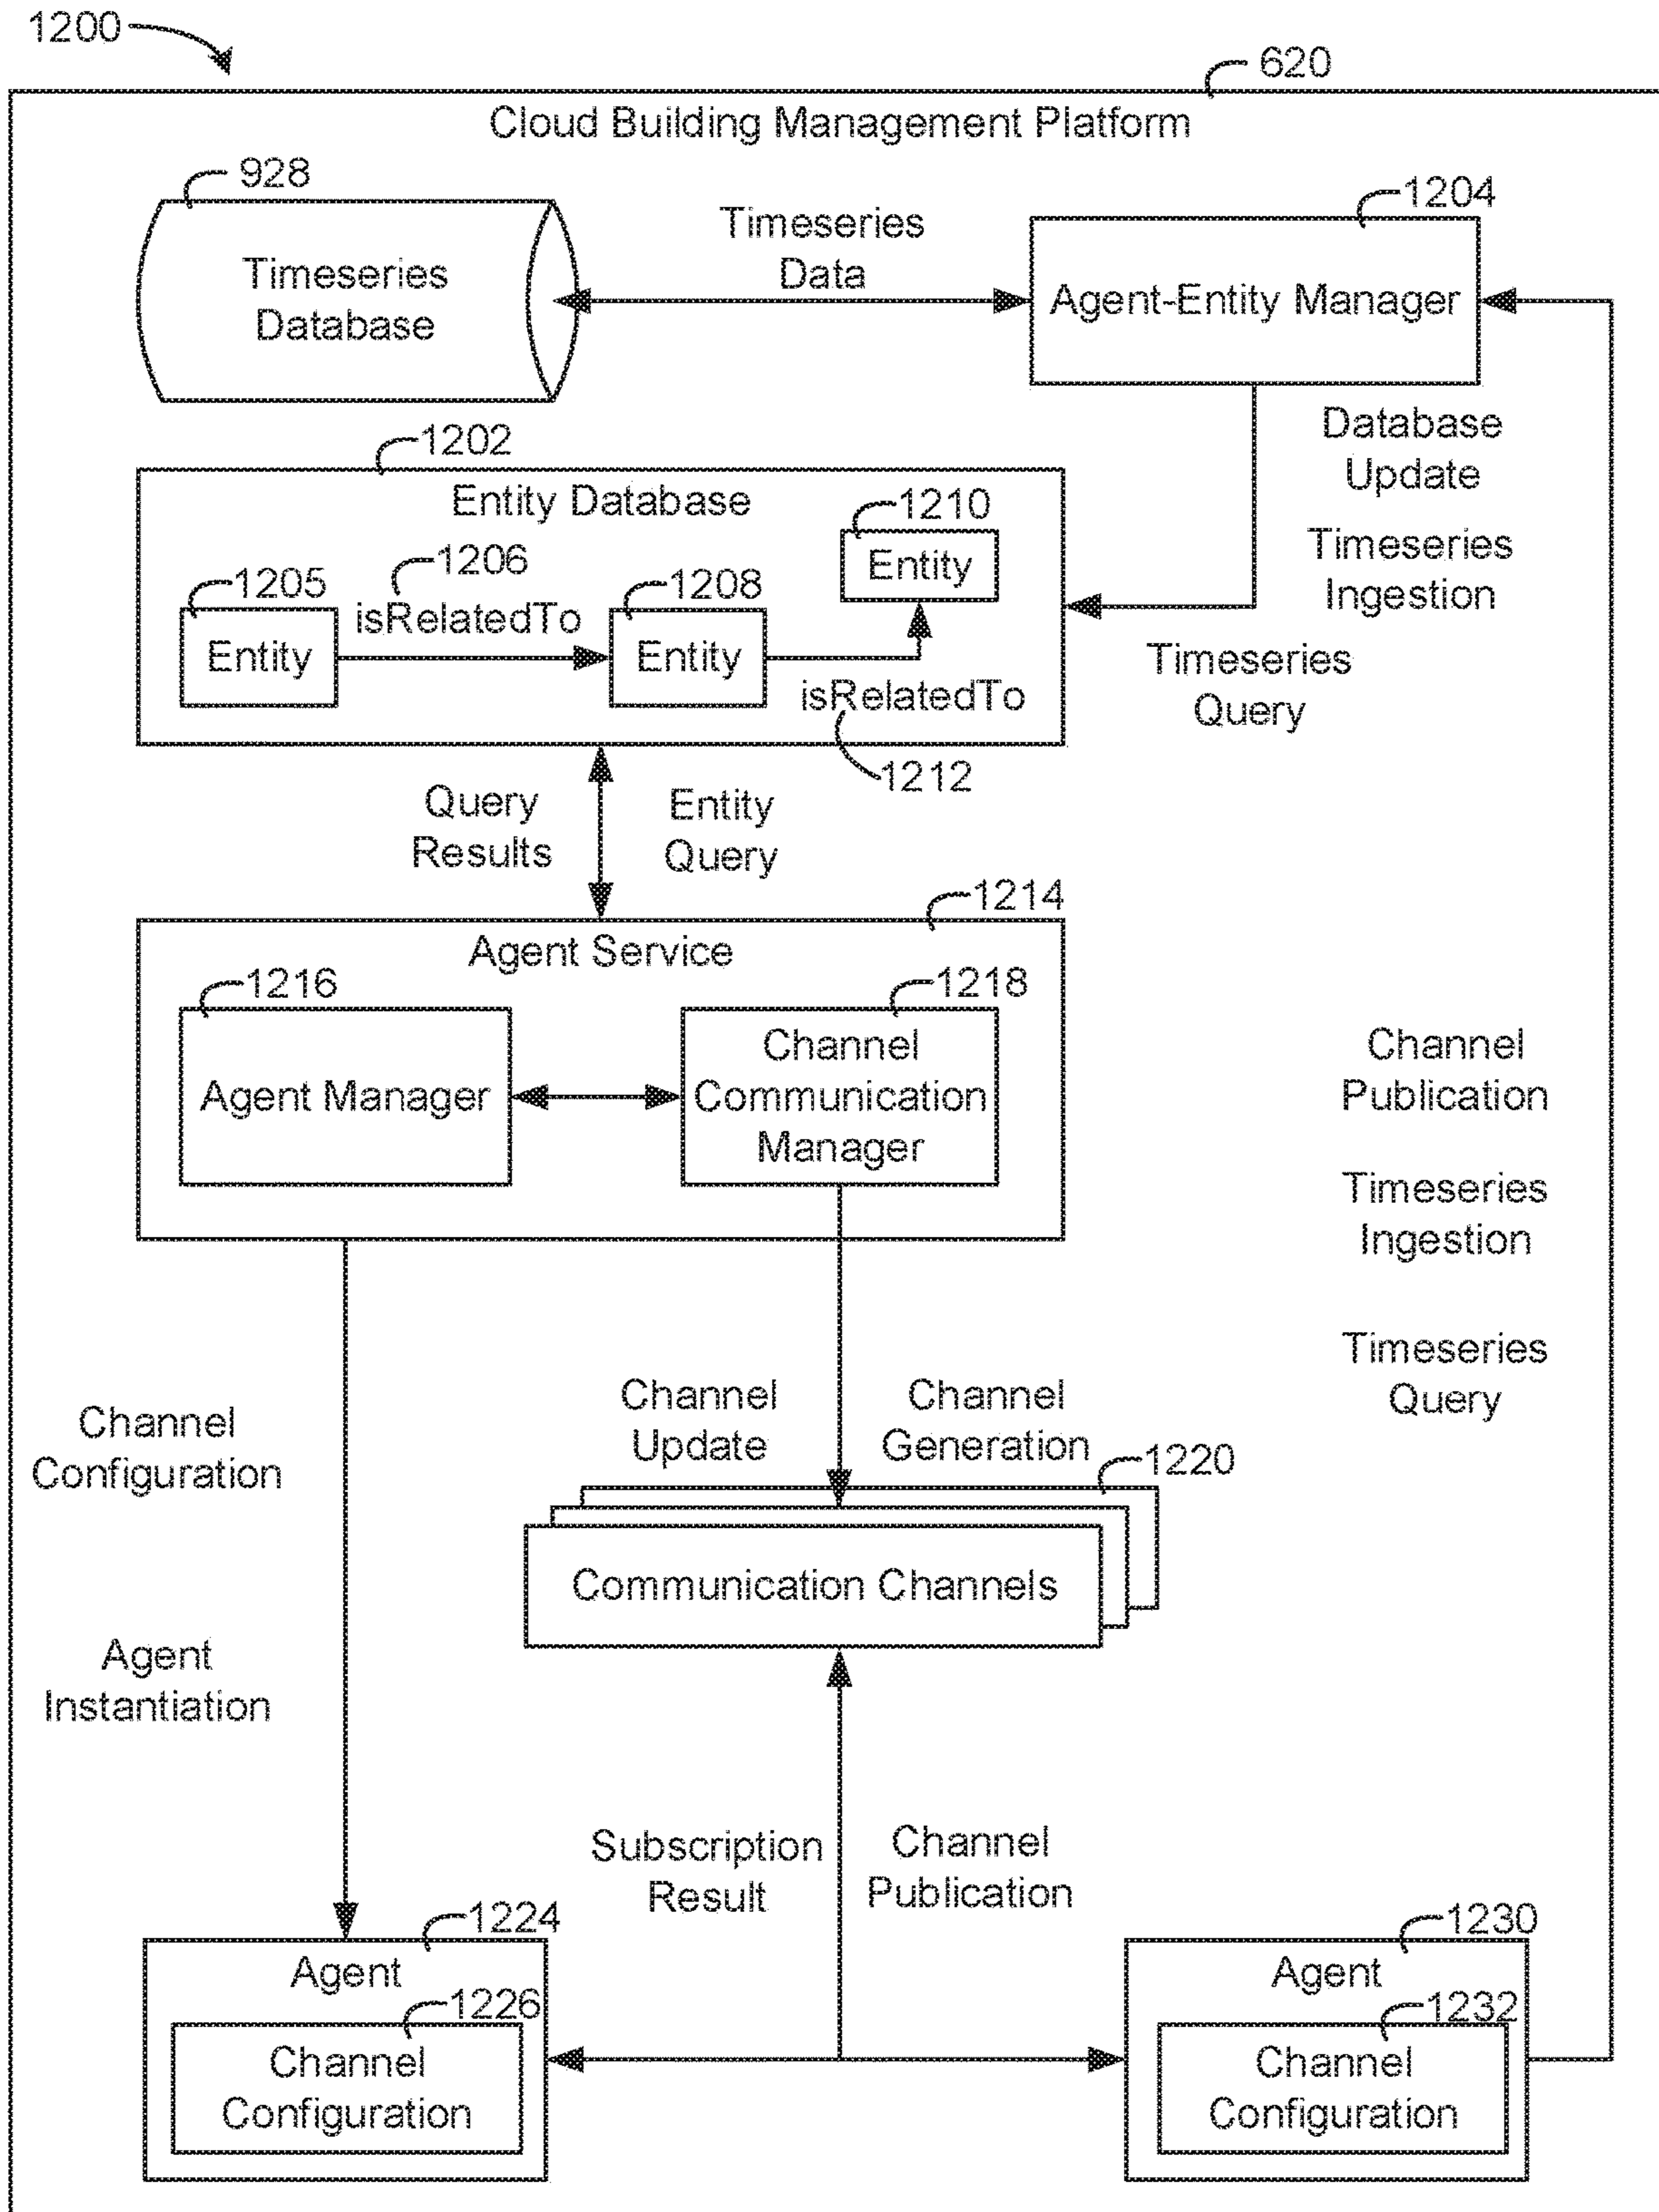 1200
620
Cloud Building Management Platform
928
Timeseries
Database
Timeseries
Data
1204
Agent-Entity Manager
Database
Update
Timeseries
Ingestion
Timeseries
Query
1202
Entity Database
1205
Entity
1206
isRelatedTo
1208
Entity
1210
Entity
isRelatedTo
1212
Query
Results
Entity
Query
1214
Agent Service
1216
Agent Manager
1218
Channel
Communication
Manager
Channel
Publication
Timeseries
Ingestion
Timeseries
Query
Channel
Configuration
Agent
Instantiation
Channel
Update
Channel
Generation
1220
Communication Channels
Subscription
Result
Channel
Publication
1224
Agent
1226
Channel
Configuration
1230
Agent
1232
Channel
Configuration